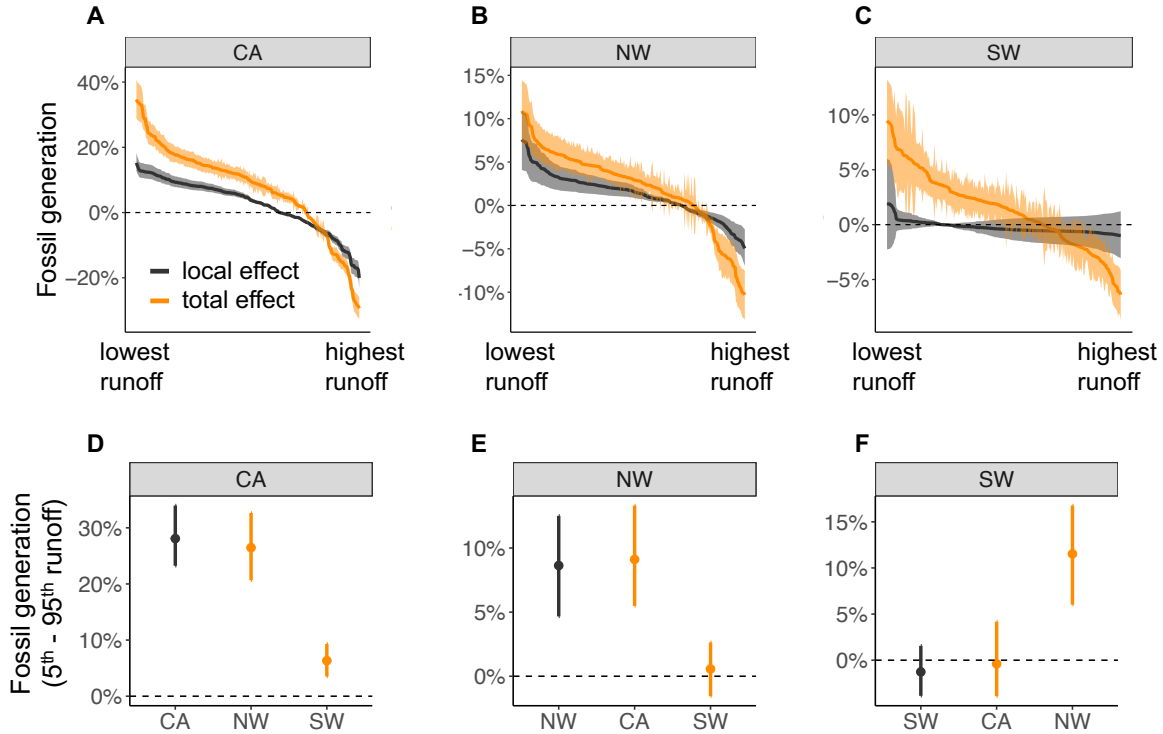 A
B
C
CA
NW
SW
Fossil generation
40%
20%
0%
−20%
local effect
total effect
lowest runoff
highest runoff
15%
10%
5%
0%
−5%
-10%
lowest runoff
highest runoff
10%
5%
0%
−5%
lowest runoff
highest runoff
D
E
F
CA
NW
SW
Fossil generation
(5th - 95th runoff)
30%
20%
10%
0%
CA NW SW
10%
5%
0%
NW CA SW
15%
10%
5%
0%
SW CA NW